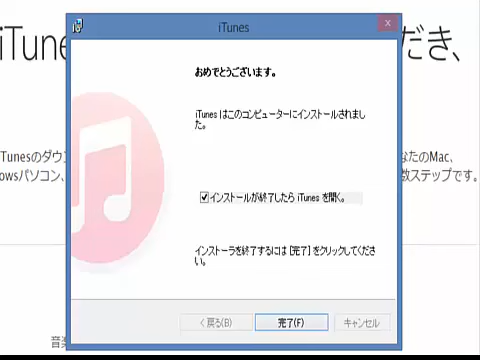 iTunes
iTune
だき、
おめでとうございます。
iTunes はこのコンピューターにインストールされまし
た。
iTunesのダウ
なたのMac、
owsパソコン、
数ステップです。
インストールが終了したら iTunes を開く。
インストーラを終了するには [完了] をクリックしてくださ
い。
< 戻る(B)
完了(F)
キャンセル
音楽